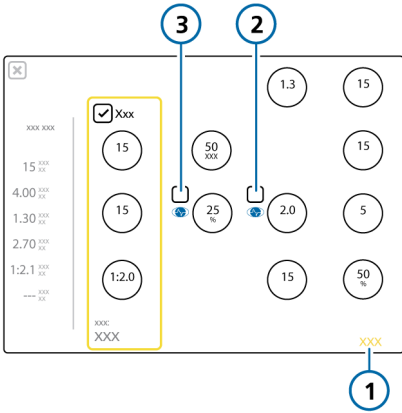 3
2
1.3
15
Xxx
xxx xxx
15
50
xxx
15
15 xxx
xx
4.00 xxx
xx
15
25
%
2.0
5
1.30 xxx
xx
2.70 xxx
xx
1:2.1 xxx
xx
1:2.0
15
50
%
--- xxx
xx
xxx:
XXX
XXX
1